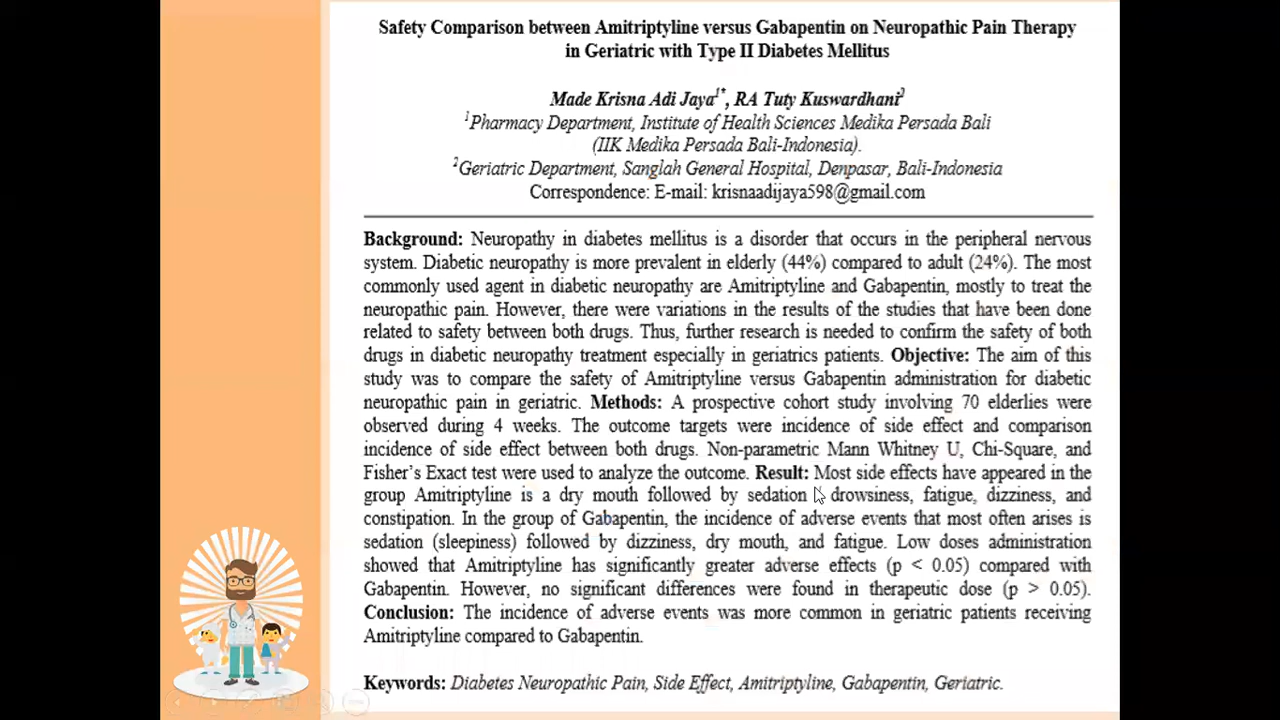 Safety Comparison between Amitriptyline versus Gabapentin on Neuropathic Pain Therapy
in Geriatric with Type II Diabetes Mellitus
Made Krisna Adi Jaya1*, RA Tuty Kuswardhani2
1Pharmacy Department, Institute of Health Sciences Medika Persada Bali
(IIK Medika Persada Bali-Indonesia).
2Geriatric Department, Sanglah General Hospital, Denpasar, Bali-Indonesia
Correspondence: E-mail: krisnaadijaya598@gmail.com
Background: Neuropathy in diabetes mellitus is a disorder that occurs in the peripheral nervous
system. Diabetic neuropathy is more prevalent in elderly (44%) compared to adult (24%). The most
commonly used agent in diabetic neuropathy are Amitriptyline and Gabapentin, mostly to treat the
neuropathic pain. However, there were variations in the results of the studies that have been done
related to safety between both drugs. Thus, further research is needed to confirm the safety of both
drugs in diabetic neuropathy treatment especially in geriatrics patients. Objective: The aim of this
study was to compare the safety of Amitriptyline versus Gabapentin administration for diabetic
neuropathic pain in geriatric. Methods: A prospective cohort study involving 70 elderlies were
observed during 4 weeks. The outcome targets were incidence of side effect and comparison
incidence of side effect between both drugs. Non-parametric Mann Whitney U, Chi-Square, and
Fisher's Exact test were used to analyze the outcome. Result: Most side effects have appeared in the
group Amitriptyline is a dry mouth followed by sedation drowsiness, fatigue, dizziness, and
constipation. In the group of Gabapentin, the incidence of adverse events that most often arises is
sedation (sleepiness) followed by dizziness, dry mouth, and fatigue. Low doses administration
showed that Amitriptyline has significantly greater adverse effects (p < 0.05) compared with
Gabapentin. However, no significant differences were found in therapeutic dose (p > 0.05).
Conclusion: The incidence of adverse events was more common in geriatric patients receiving
Amitriptyline compared to Gabapentin.
Keywords: Diabetes Neuropathic Pain, Side Effect, Amitriptyline, Gabapentin, Geriatric.